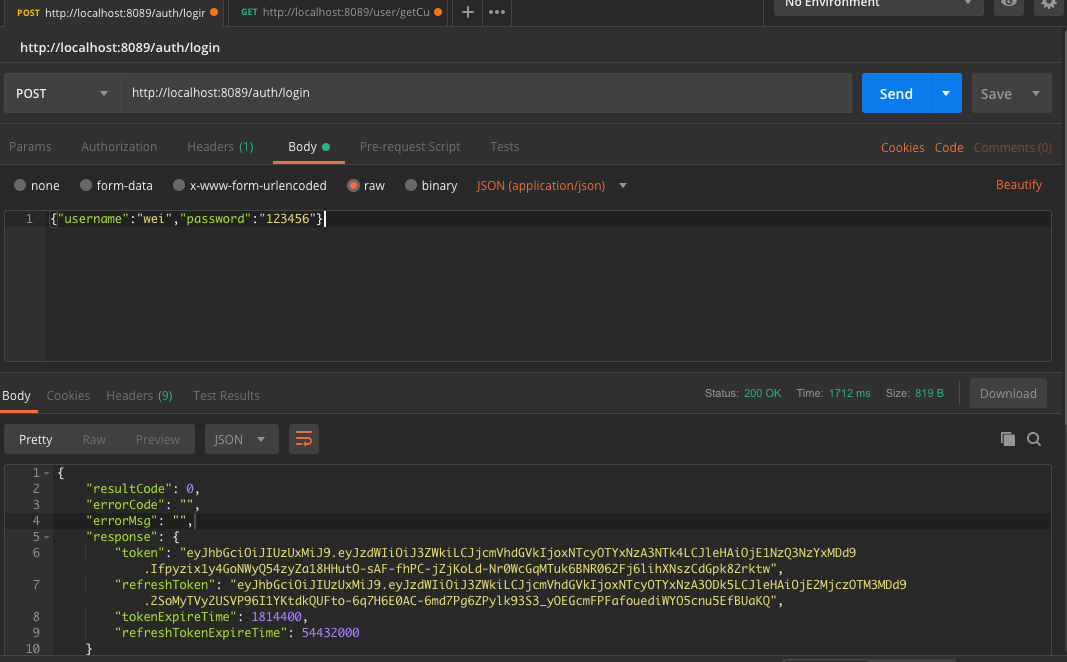 POST http://localhost:8089/auth/login GET http://localhost:8089/user/getCu + ••• No Environment
http://localhost:8089/auth/login
POST http://localhost:8089/auth/login Send Save
Params Authorization Headers (1) Body Pre-request Script Tests Cookies Code Comments (0)
none form-data x-www-form-urlencoded raw binary JSON (application/json) Beautify
1 {"username":"wei","password":"123456"}
Body Cookies Headers (9) Test Results Status: 200 OK Time: 1712 ms Size: 819 B Download
Pretty Raw Preview JSON
1 {
2 "resultCode": 0,
3 "errorCode": "",
4 "errorMsg": "",
5 "response": {
6 "token": "eyJhbGciOiJIUzUxMiJ9.eyJzdWIiOiJ3ZWkiLCJjcmVhdGVkIjoxNTcyOTYxNzA3NTk4LCJleHAiOjE1NzQ3NzYxMDd9
.Ifpyzix1y4GoNWyQ54zyZa18HHutO-sAF-fhPC-jZjKoLd-Nr0WcGqMTuk6BNR06ZFj6lihXNszCdGpk82rktw",
7 "refreshToken": "eyJhbGciOiJIUzUxMiJ9.eyJzdWIiOiJ3ZWkiLCJjcmVhdGVkIjoxNTcyOTYxNzA3ODk5LCJleHAiOjE2MjczOTM3MDd9
.2SoMyTVy2USVP96I1YKtdkQUFto-6q7H6E0AC-6md7Pg6ZPylk93S3_yOEGcmFPFafouediWYO5cnu5EfBUaKQ",
8 "tokenExpireTime": 1814400,
9 "refreshTokenExpireTime": 54432000
10 }